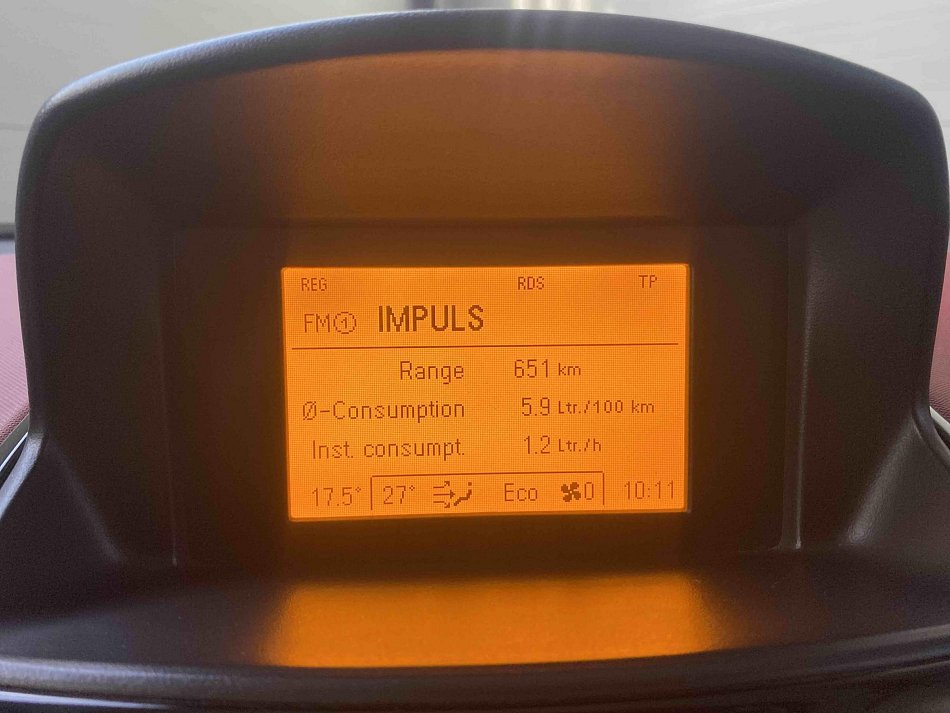 REG RDS TP
FM① IMPULS
Range 651 km
Ø-Consumption 5.9 Ltr./100 km
Inst. consumpt. 1.2 Ltr./h
17.5° 27° Eco 0 10:11